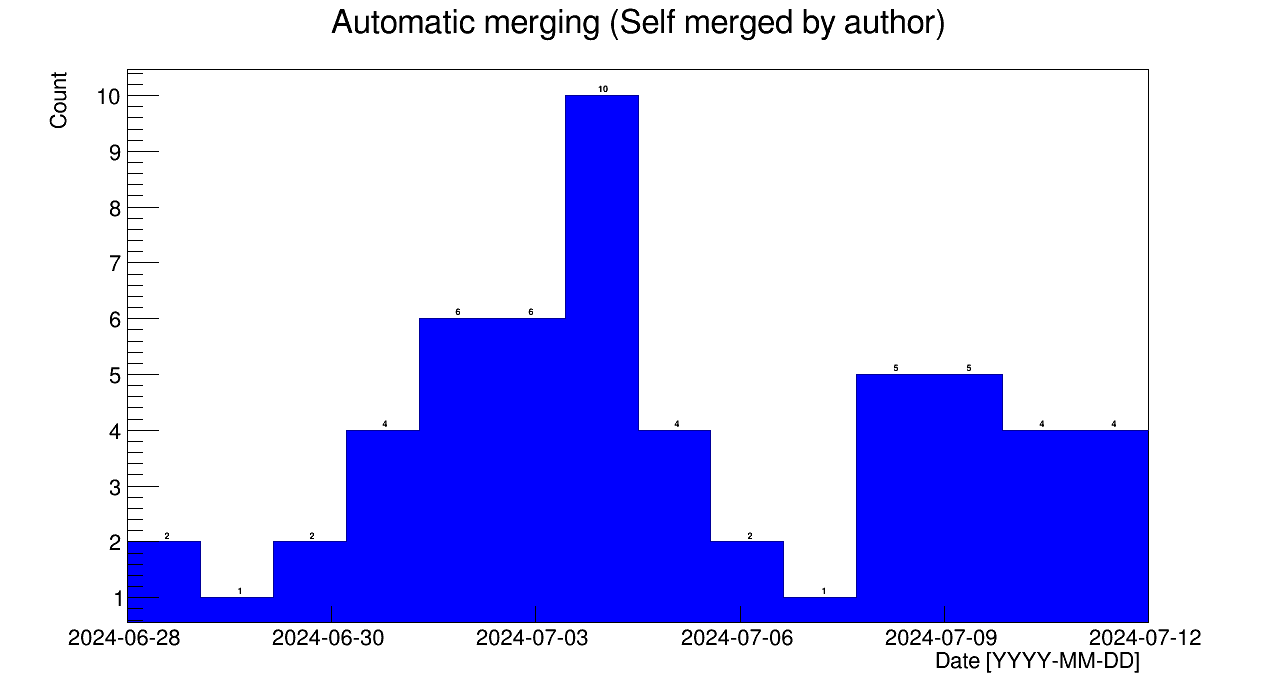 Automatic merging (Self merged by author)
Count
10
9
8
7
6
5
4
3
2
1
10
6 6
5 5
4 4 4 4
2 2 2
1 1
2024-06-28 2024-06-30 2024-07-03 2024-07-06 2024-07-09 2024-07-12
Date [YYYY-MM-DD]